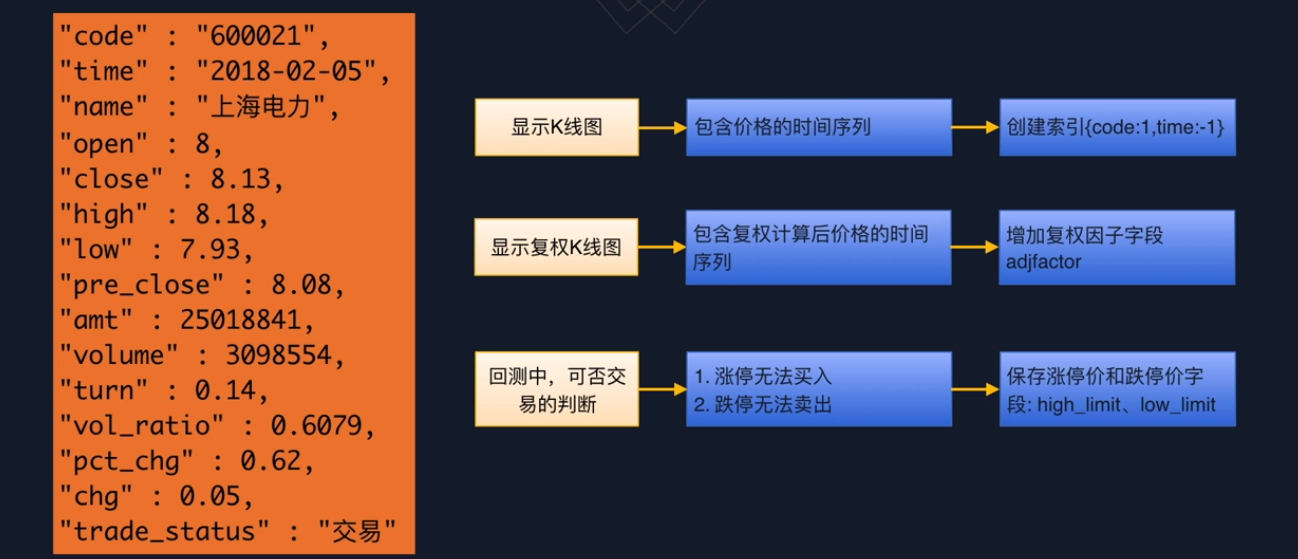 "code" : "600021",
"time" : "2018-02-05",
"name" : "上海电力",
"open" : 8,
"close" : 8.13,
"high" : 8.18,
"low" : 7.93,
"pre_close" : 8.08,
"amt" : 25018841,
"volume" : 3098554,
"turn" : 0.14,
"vol_ratio" : 0.6079,
"pct_chg" : 0.62,
"chg" : 0.05,
"trade_status" : "交易"
显示K线图
包含价格的时间序列
创建索引{code:1,time:-1}
显示复权K线图
包含复权计算后价格的时间
序列
增加复权因子字段
adjfactor
回测中，可否交
易的判断
1. 涨停无法买入
2. 跌停无法卖出
保存涨停价和跌停价字
段: high_limit、low_limit